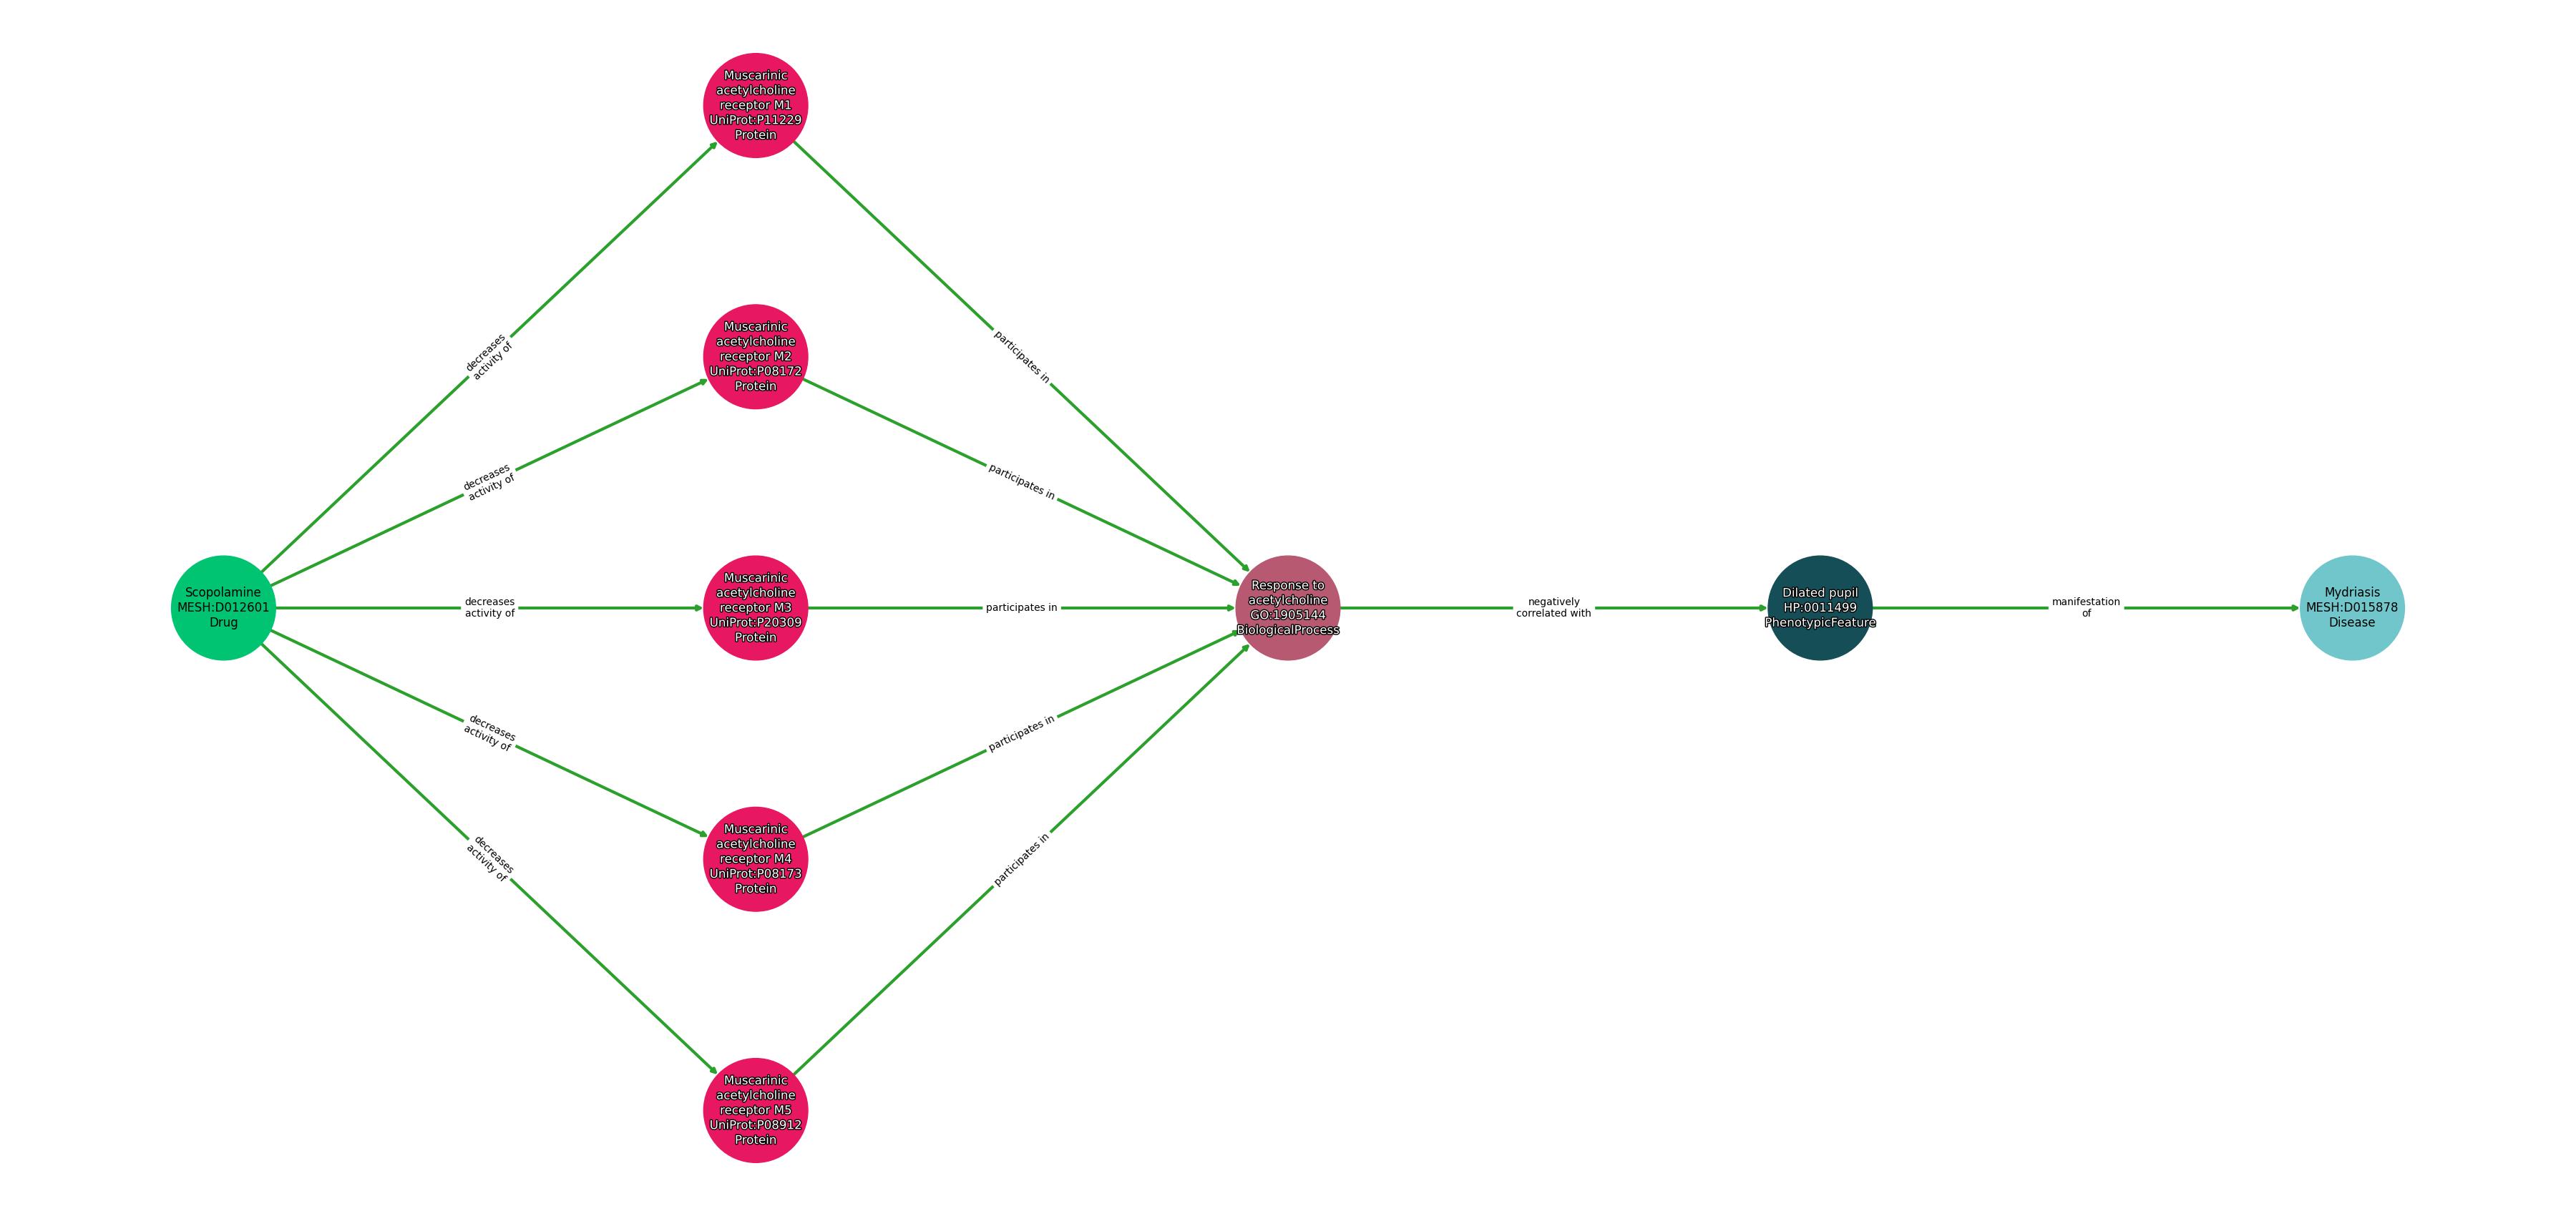 Muscarinic
acetylcholine
receptor M1
UniProt:P11229
Protein
decreases
activity of
participates in
Muscarinic
acetylcholine
receptor M2
UniProt:P08172
Protein
decreases
activity of
participates in
Scopolamine
MESH:D012601
Drug
decreases
activity of
Muscarinic
acetylcholine
receptor M3
UniProt:P20309
Protein
participates in
Response to
acetylcholine
GO:1905144
BiologicalProcess
negatively
correlated with
Dilated pupil
HP:0011499
PhenotypicFeature
manifestation
of
Mydriasis
MESH:D015878
Disease
decreases
activity of
participates in
Muscarinic
acetylcholine
receptor M4
UniProt:P08173
Protein
decreases
activity of
participates in
Muscarinic
acetylcholine
receptor M5
UniProt:P08912
Protein